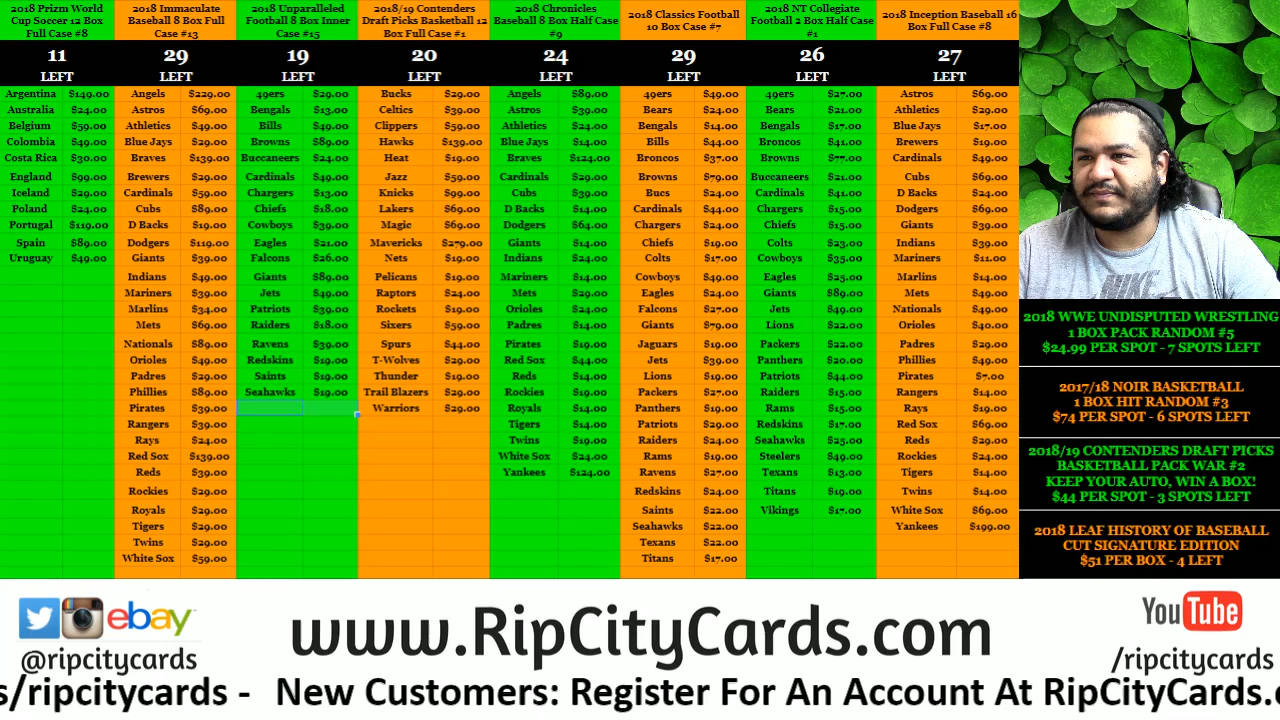 2018 Prizm World
Cup Soccer 12 Box
Full Case #8
11
LEFT
Argentina $149.00
Australia $24.00
Belgium $59.00
Colombia $49.00
Costa Rica $30.00
England $99.00
Iceland $29.00
Poland $24.00
Portugal $119.00
Spain $89.00
Uruguay $49.00
2018 Immaculate
Baseball 8 Box Full
Case #13
29
LEFT
Angels $229.00
Astros $69.00
Athletics $49.00
Blue Jays $29.00
Braves $139.00
Brewers $29.00
Cardinals $59.00
Cubs $89.00
D Backs $19.00
Dodgers $119.00
Giants $39.00
Indians $49.00
Mariners $39.00
Marlins $34.00
Mets $69.00
Nationals $89.00
Orioles $49.00
Padres $29.00
Phillies $89.00
Pirates $39.00
Rangers $39.00
Rays $24.00
Red Sox $139.00
Reds $39.00
Rockies $29.00
Royals $29.00
Tigers $29.00
Twins $29.00
White Sox $59.00
2018 Unparalleled
Football 8 Box Inner
Case #15
19
LEFT
49ers $29.00
Bengals $13.00
Bills $49.00
Browns $89.00
Buccaneers $24.00
Cardinals $49.00
Chargers $13.00
Chiefs $18.00
Cowboys $39.00
Eagles $21.00
Falcons $26.00
Giants $89.00
Jets $49.00
Patriots $39.00
Raiders $18.00
Ravens $39.00
Redskins $19.00
Saints $19.00
Seahawks $19.00
2018/19 Contenders
Draft Picks Basketball 12
Box Full Case #1
20
LEFT
Bucks $29.00
Celtics $39.00
Clippers $59.00
Hawks $139.00
Heat $19.00
Jazz $59.00
Knicks $99.00
Lakers $69.00
Magic $69.00
Mavericks $279.00
Nets $19.00
Pelicans $19.00
Raptors $24.00
Rockets $19.00
Sixers $59.00
Spurs $44.00
T-Wolves $29.00
Thunder $19.00
Trail Blazers $29.00
Warriors $29.00
2018 Chronicles
Baseball 8 Box Half Case
#9
24
LEFT
Angels $89.00
Astros $39.00
Athletics $24.00
Blue Jays $14.00
Braves $124.00
Cardinals $29.00
Cubs $39.00
D Backs $14.00
Dodgers $64.00
Giants $14.00
Indians $24.00
Mariners $14.00
Mets $29.00
Orioles $24.00
Padres $14.00
Pirates $19.00
Red Sox $44.00
Reds $14.00
Rockies $19.00
Royals $14.00
Tigers $14.00
Twins $19.00
White Sox $24.00
Yankees $124.00
2018 Classics Football
10 Box Case #7
29
LEFT
49ers $49.00
Bears $24.00
Bengals $14.00
Bills $44.00
Broncos $37.00
Browns $79.00
Bucs $24.00
Cardinals $44.00
Chargers $24.00
Chiefs $19.00
Colts $17.00
Cowboys $49.00
Eagles $24.00
Falcons $27.00
Giants $79.00
Jaguars $19.00
Jets $39.00
Lions $19.00
Packers $27.00
Panthers $19.00
Patriots $29.00
Raiders $24.00
Rams $19.00
Ravens $27.00
Redskins $24.00
Saints $22.00
Seahawks $22.00
Texans $22.00
Titans $17.00
2018 NT Collegiate
Football 2 Box Half Case
#1
26
LEFT
49ers $27.00
Bears $21.00
Bengals $17.00
Broncos $41.00
Browns $77.00
Buccaneers $21.00
Cardinals $41.00
Chargers $15.00
Chiefs $15.00
Colts $23.00
Cowboys $35.00
Eagles $25.00
Giants $89.00
Jets $49.00
Lions $22.00
Packers $22.00
Panthers $20.00
Patriots $44.00
Raiders $15.00
Rams $15.00
Redskins $17.00
Seahawks $25.00
Steelers $49.00
Texans $13.00
Titans $19.00
Vikings $17.00
2018 Inception Baseball 16
Box Full Case #8
27
LEFT
Astros $69.00
Athletics $29.00
Blue Jays $17.00
Brewers $19.00
Cardinals $49.00
Cubs $69.00
D Backs $24.00
Dodgers $69.00
Giants $39.00
Indians $39.00
Mariners $11.00
Marlins $14.00
Mets $49.00
Nationals $49.00
Orioles $40.00
Padres $29.00
Phillies $49.00
Pirates $7.00
Rangers $14.00
Rays $19.00
Red Sox $69.00
Reds $29.00
Rockies $24.00
Tigers $14.00
Twins $14.00
White Sox $69.00
Yankees $199.00
NIKE
2018 WWE UNDISPUTED WRESTLING
1 BOX PACK RANDOM #5
$24.99 PER SPOT - 7 SPOTS LEFT
2017/18 NOIR BASKETBALL
1 BOX HIT RANDOM #3
$74 PER SPOT - 6 SPOTS LEFT
2018/19 CONTENDERS DRAFT PICKS
BASKETBALL PACK WAR #2
KEEP YOUR AUTO, WIN A BOX!
$44 PER SPOT - 3 SPOTS LEFT
2018 LEAF HISTORY OF BASEBALL
CUT SIGNATURE EDITION
$51 PER BOX - 4 LEFT
ebay
@ripcitycards
www.RipCityCards.com
YouTube
/ripcitycards
s/ripcitycards - New Customers: Register For An Account At RipCityCards.c